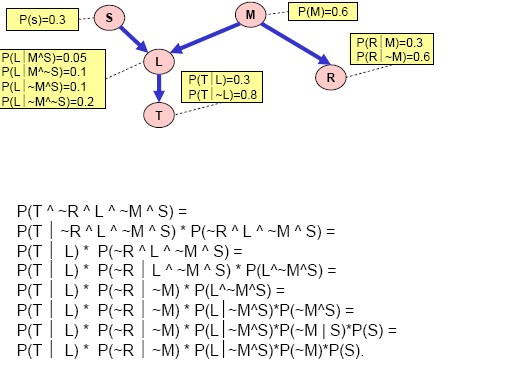 P(s)=0.3
S
M
P(M)=0.6
P(L│M^S)=0.05
P(L│M^~S)=0.1
P(L│~M^S)=0.1
P(L│~M^~S)=0.2
L
P(R│M)=0.3
P(R│~M)=0.6
R
P(T│L)=0.3
P(T│~L)=0.8
T
P(T ^ ~R ^ L ^ ~M ^ S) =
P(T │ ~R ^ L ^ ~M ^ S) * P(~R ^ L ^ ~M ^ S) =
P(T │ L) * P(~R ^ L ^ ~M ^ S) =
P(T │ L) * P(~R │ L ^ ~M ^ S) * P(L^~M^S) =
P(T │ L) * P(~R │ ~M) * P(L^~M^S) =
P(T │ L) * P(~R │ ~M) * P(L│~M^S)*P(~M^S) =
P(T │ L) * P(~R │ ~M) * P(L│~M^S)*P(~M | S)*P(S) =
P(T │ L) * P(~R │ ~M) * P(L│~M^S)*P(~M)*P(S).